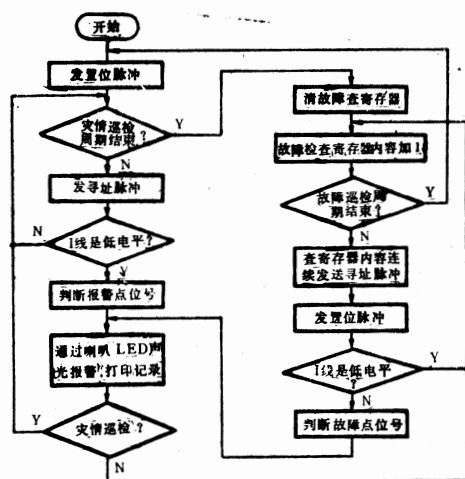 开始
发置位脉冲
灾情巡检
周期结束?
Y
N
发寻址脉冲
N
I线是低电平?
Y
判断报警点位号
通过喇叭 LED声
光报警 打印记录
Y
灾情巡检?
N
清故障查寄存器
故障检查寄存器内容加1
故障巡检周
期结束?
Y
N
查寄存器内容连
续发送寻址脉冲
发置位脉冲
I线是低电平
?
Y
N
判断故障点位号